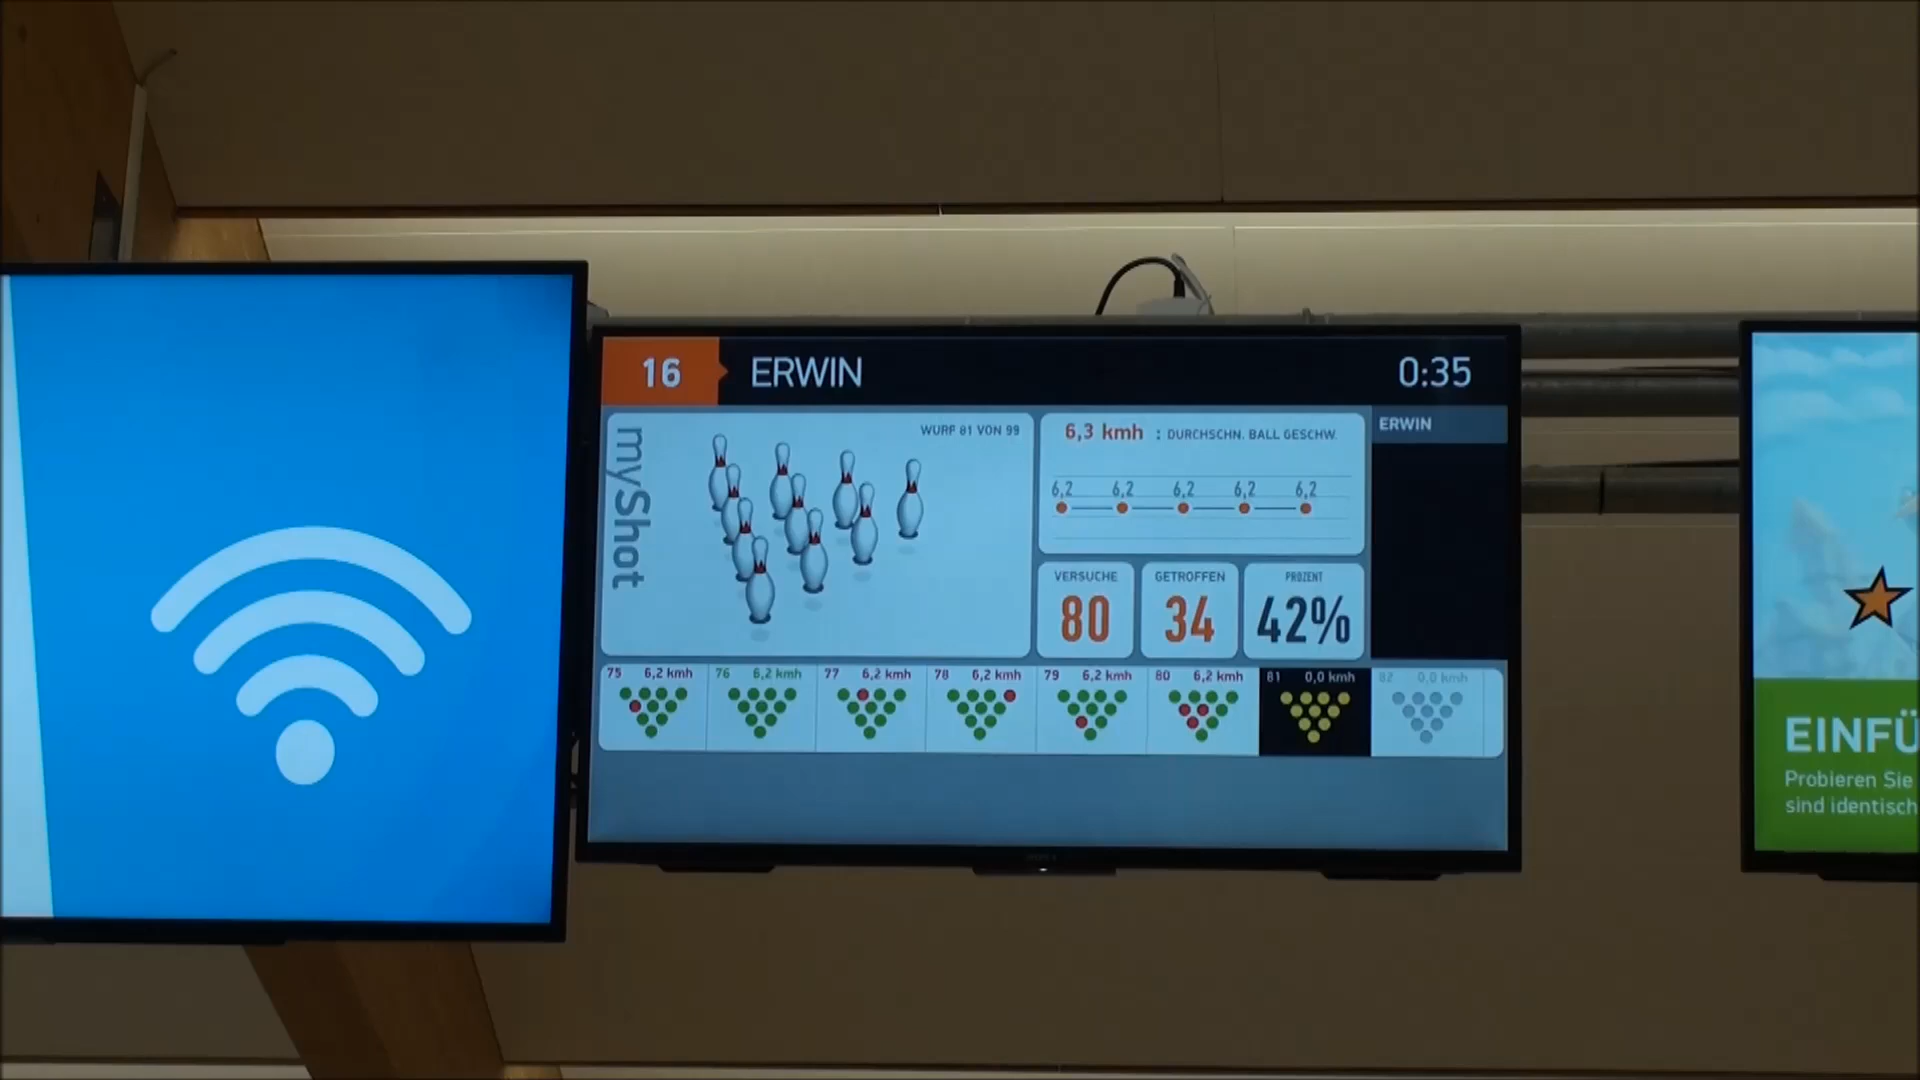 16 ERWIN 0:35
myShot
WURF 81 VON 99
6,3 kmh : DURCHSCHN. BALL GESCHW.
6,2 6,2 6,2 6,2 6,2
VERSUCHE GETROFFEN PROZENT
80 34 42%
ERWIN
75 6,2 kmh 76 6,2 kmh 77 6,2 kmh 78 6,2 kmh 79 6,2 kmh 80 6,2 kmh 81 0,0 kmh 82 0,0 kmh
EINFÜ
Probieren Sie
sind identisch